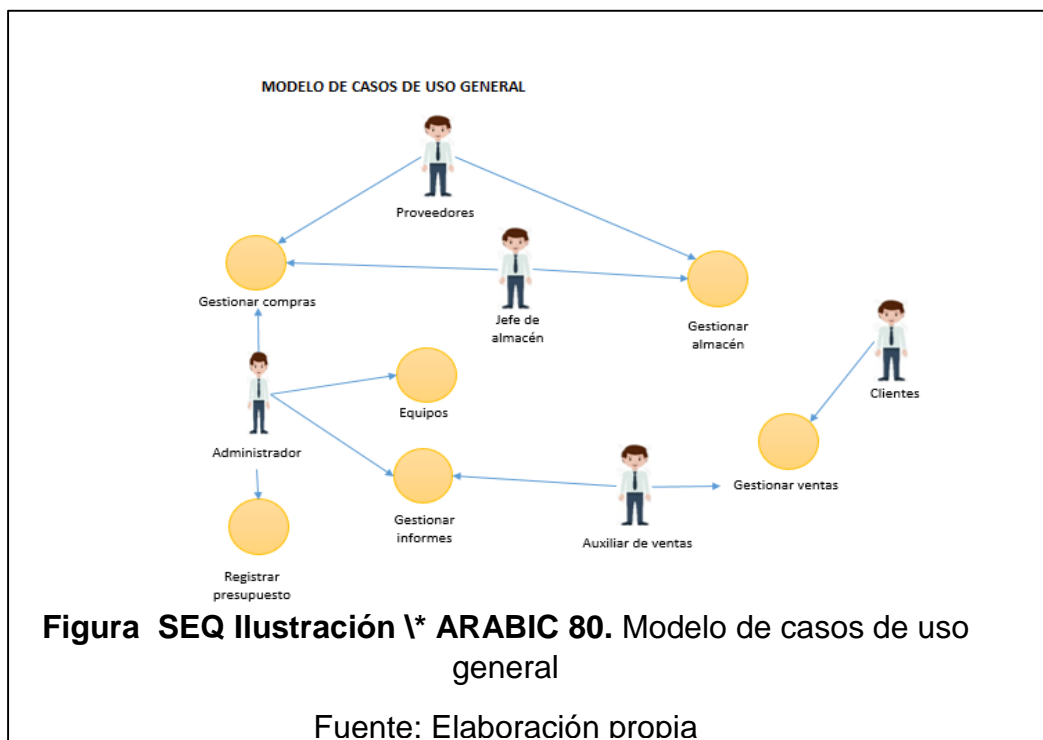 MODELO DE CASOS DE USO GENERAL
Proveedores
Gestionar compras
Jefe de
almacén
Gestionar
almacén
Clientes
Equipos
Administrador
Gestionar ventas
Gestionar
informes
Auxiliar de ventas
Registrar
presupuesto
Figura  SEQ Ilustración \* ARABIC 80. Modelo de casos de uso
general
Fuente: Elaboración propia